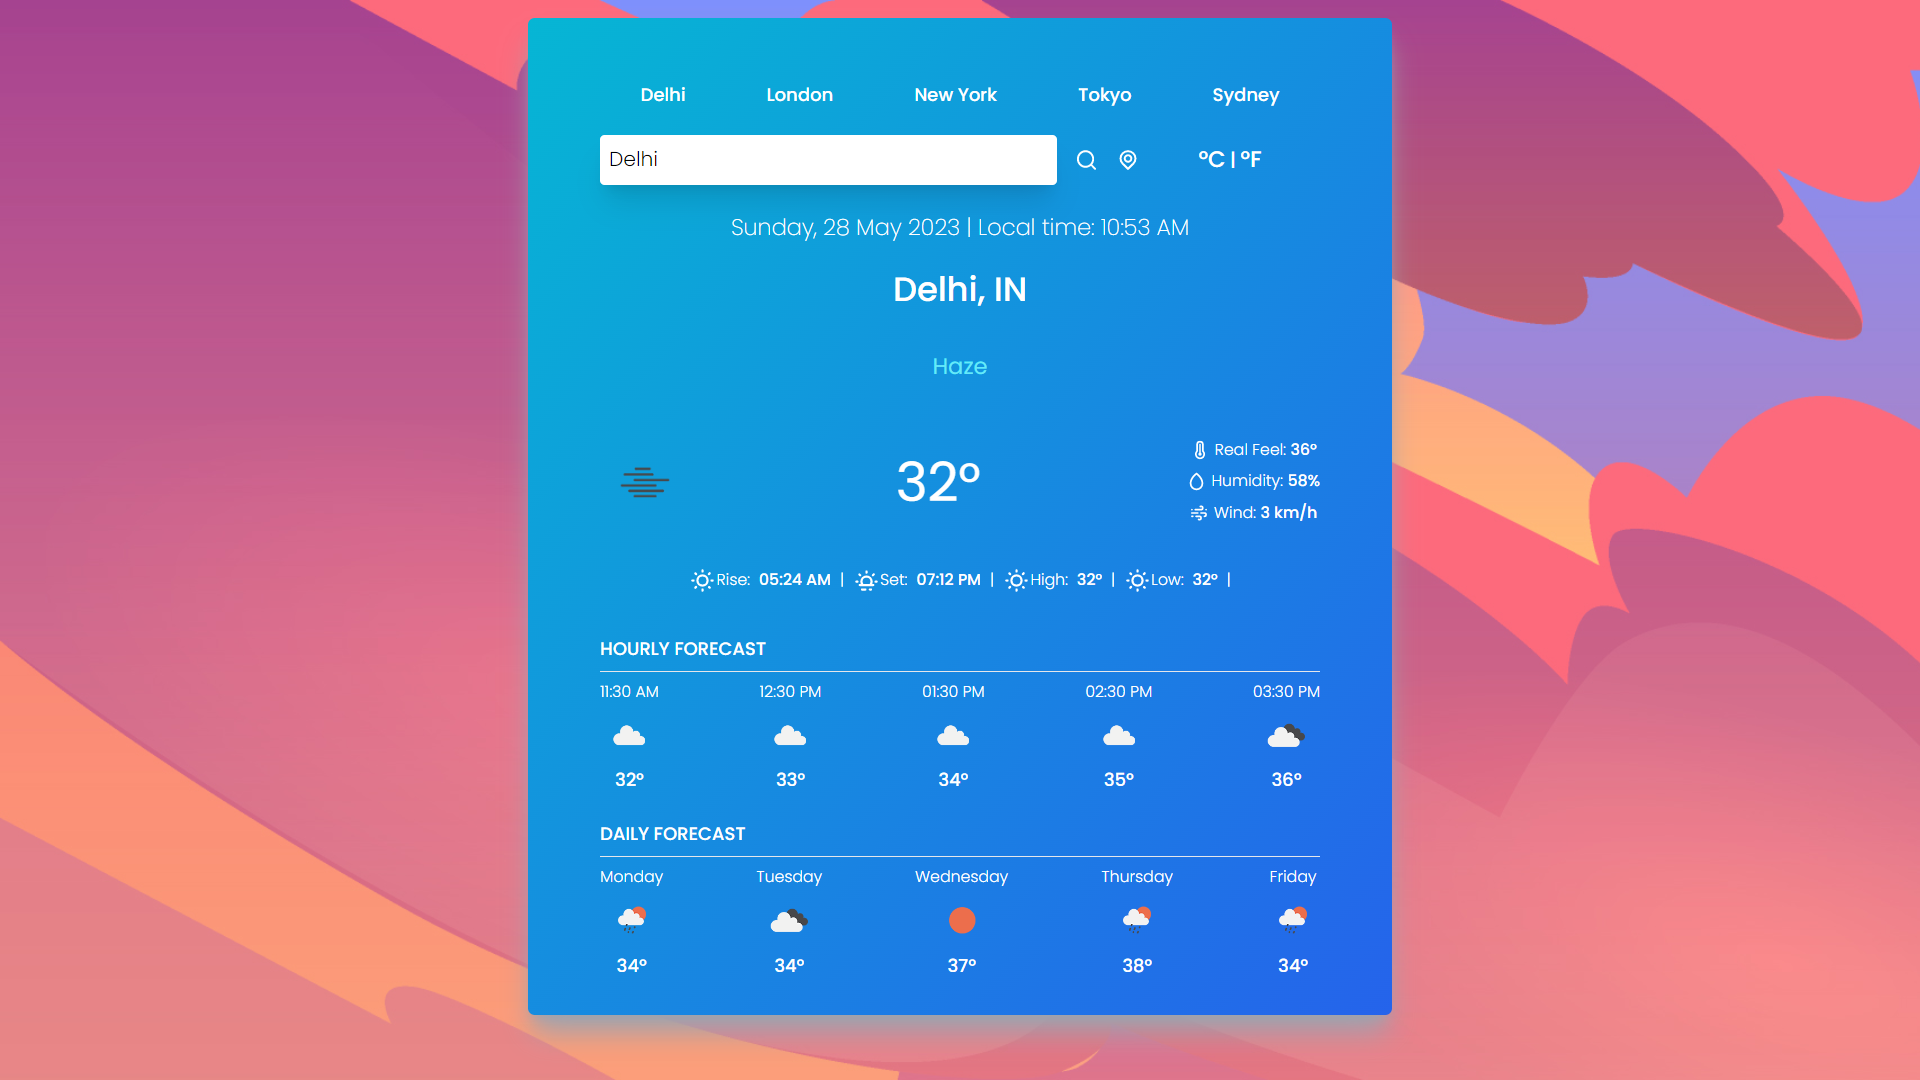 Delhi London New York Tokyo Sydney
Delhi °C | °F
Sunday, 28 May 2023 | Local time: 10:53 AM
Delhi, IN
Haze
32°
Real Feel: 36°
Humidity: 58%
Wind: 3 km/h
Rise: 05:24 AM | Set: 07:12 PM | High: 32° | Low: 32° |
HOURLY FORECAST
11:30 AM 12:30 PM 01:30 PM 02:30 PM 03:30 PM
32° 33° 34° 35° 36°
DAILY FORECAST
Monday Tuesday Wednesday Thursday Friday
34° 34° 37° 38° 34°